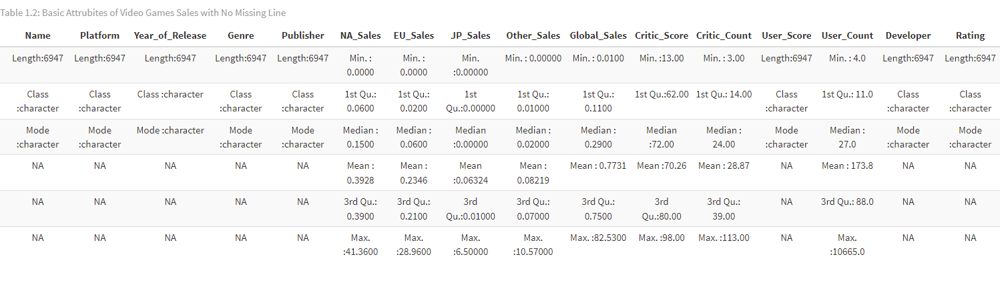 Table 1.2: Basic Attrubites of Video Games Sales with No Missing Line
Name Platform Year_of_Release Genre Publisher NA_Sales EU_Sales JP_Sales Other_Sales Global_Sales Critic_Score Critic_Count User_Score User_Count Developer Rating
Length:6947 Length:6947 Length:6947 Length:6947 Length:6947 Min. : Min. : Min. Min. : 0.00000 Min. : 0.0100 Min. :13.00 Min. : 3.00 Length:6947 Min. : 4.0 Length:6947 Length:6947
0.0000 0.0000 :0.00000
Class Class Class :character Class Class 1st Qu.: 1st Qu.: 1st 1st Qu.: 1st Qu.: 1st Qu.:62.00 1st Qu.: 14.00 Class 1st Qu.: 11.0 Class Class
:character :character :character :character 0.0600 0.0200 Qu.:0.00000 0.01000 0.1100 :character :character :character
Mode Mode Mode :character Mode Mode Median : Median : Median Median : Median : Median Median : Mode Median : Mode Mode
:character :character :character :character 0.1500 0.0600 :0.00000 0.02000 0.2900 :72.00 24.00 :character 27.0 :character :character
NA NA NA NA NA Mean : Mean : Mean Mean : Mean : 0.7731 Mean :70.26 Mean : 28.87 NA Mean : 173.8 NA NA
0.3928 0.2346 :0.06324 0.08219
NA NA NA NA NA 3rd Qu.: 3rd Qu.: 3rd 3rd Qu.: 3rd Qu.: 3rd 3rd Qu.: NA 3rd Qu.: 88.0 NA NA
0.3900 0.2100 Qu.:0.01000 0.07000 0.7500 Qu.:80.00 39.00
NA NA NA NA NA Max. Max. Max. Max. Max. :82.5300 Max. :98.00 Max. :113.00 NA Max. NA NA
:41.3600 :28.9600 :6.50000 :10.57000 :10665.0